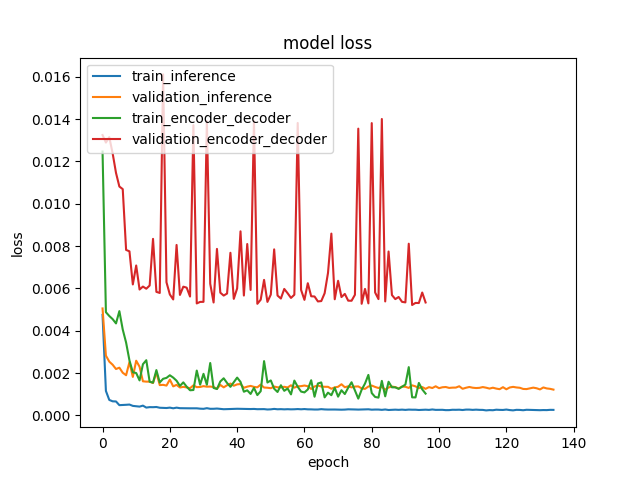 model loss
train_inference
validation_inference
train_encoder_decoder
validation_encoder_decoder
0.016
0.014
0.012
0.010
0.008
0.006
0.004
0.002
0.000
loss
0 20 40 60 80 100 120 140
epoch